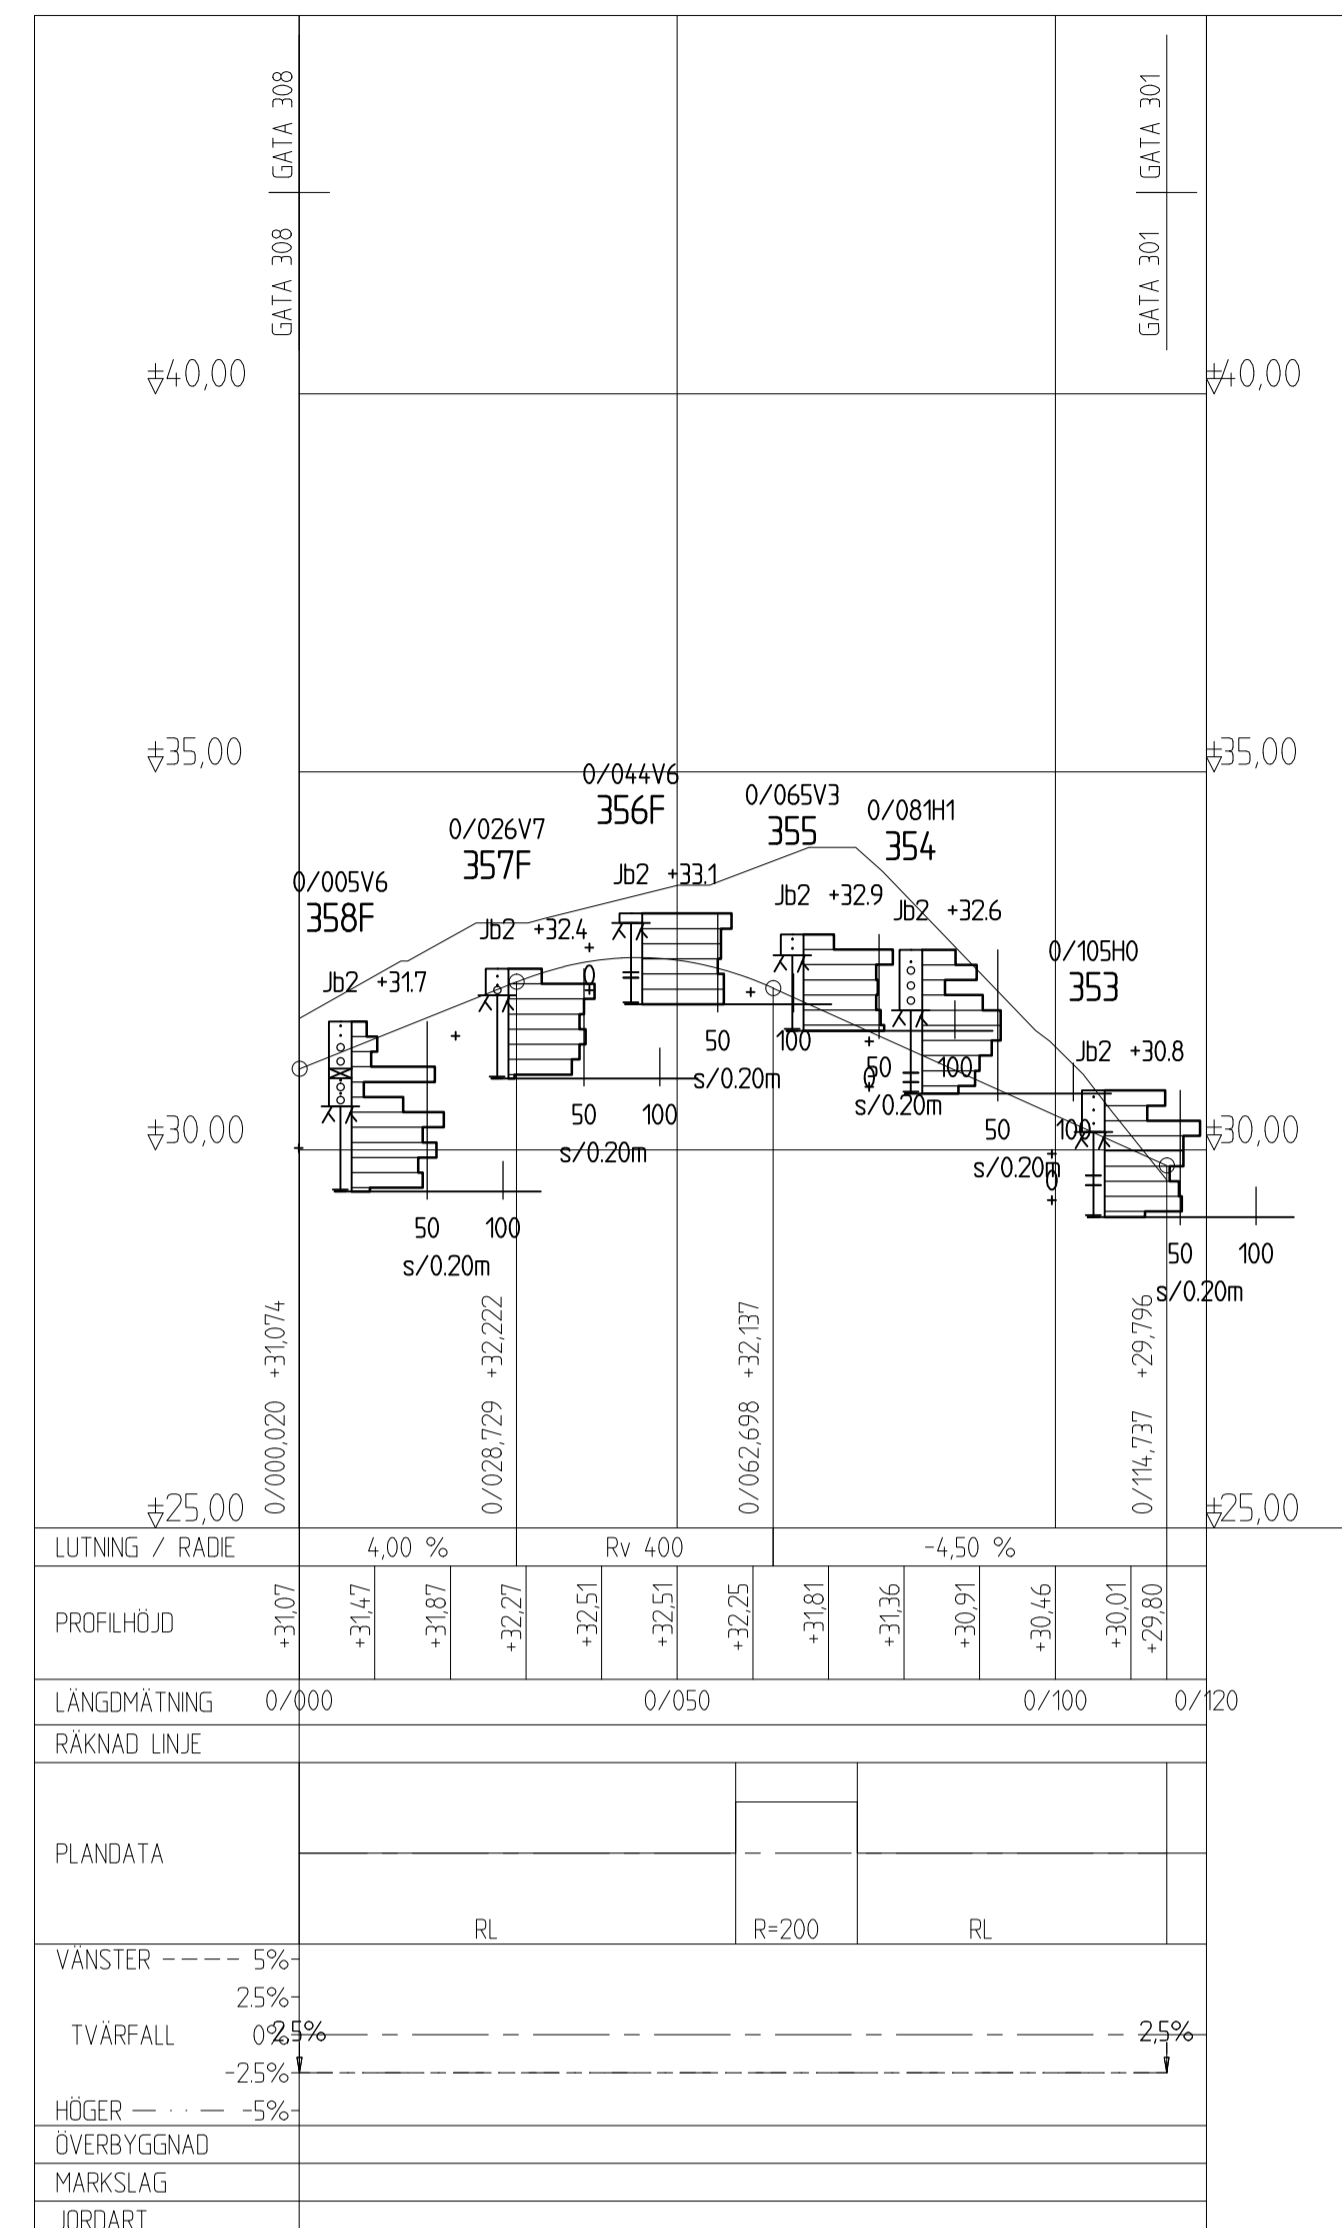 GATA 308 GATA 301
GATA 308 GATA 301
+40,00 +40,00
+35,00 +35,00
0/044V6
356F
0/065V3
355
0/081H1
354
0/026V7
357F
0/005V6
358F
Jb2 +33.1
Jb2 +32.9
Jb2 +32.6
Jb2 +32.4
0/105H0
353
Jb2 +31.7
Jb2 +30.8
0
0
0
+30,00 +30,00
50 100
s/0.20m
50 100
s/0.20m
50 100
s/0.20m
50 100
s/0.20m
50 100
s/0.20m
50 100
s/0.20m
0/000,020 +31,074
0/028,729 +32,222
0/062,698 +32,137
0/114,737 +29,796
+25,00 +25,00
LUTNING / RADIE 4,00 % Rv 400 -4,50 %
PROFILHÖJD +31,07 +31,47 +31,87 +32,27 +32,51 +32,51 +32,25 +31,81 +31,36 +30,91 +30,46 +30,01 +29,80
LÄNGDMÄTNING 0/000 0/050 0/100 0/120
RÄKNAD LINJE
PLANDATA
RL R=200 RL
VÄNSTER 5%
2.5%
TVÄRFALL 0% 2,5% 2,5%
-2.5%
HÖGER -5%
ÖVERBYGGNAD
MARKSLAG
JORDART